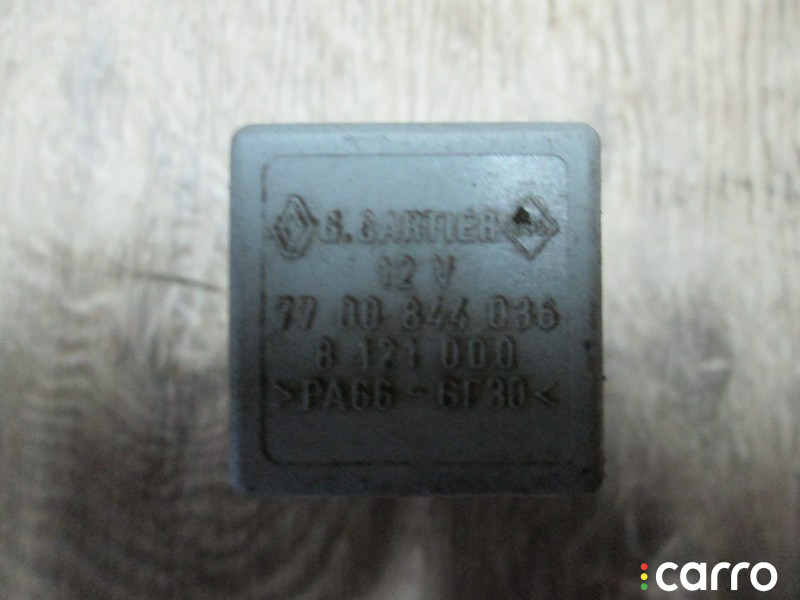 G. CARTIER
12 V
77 00 844 036
8 121 000
>PA66 - GF30<
carro